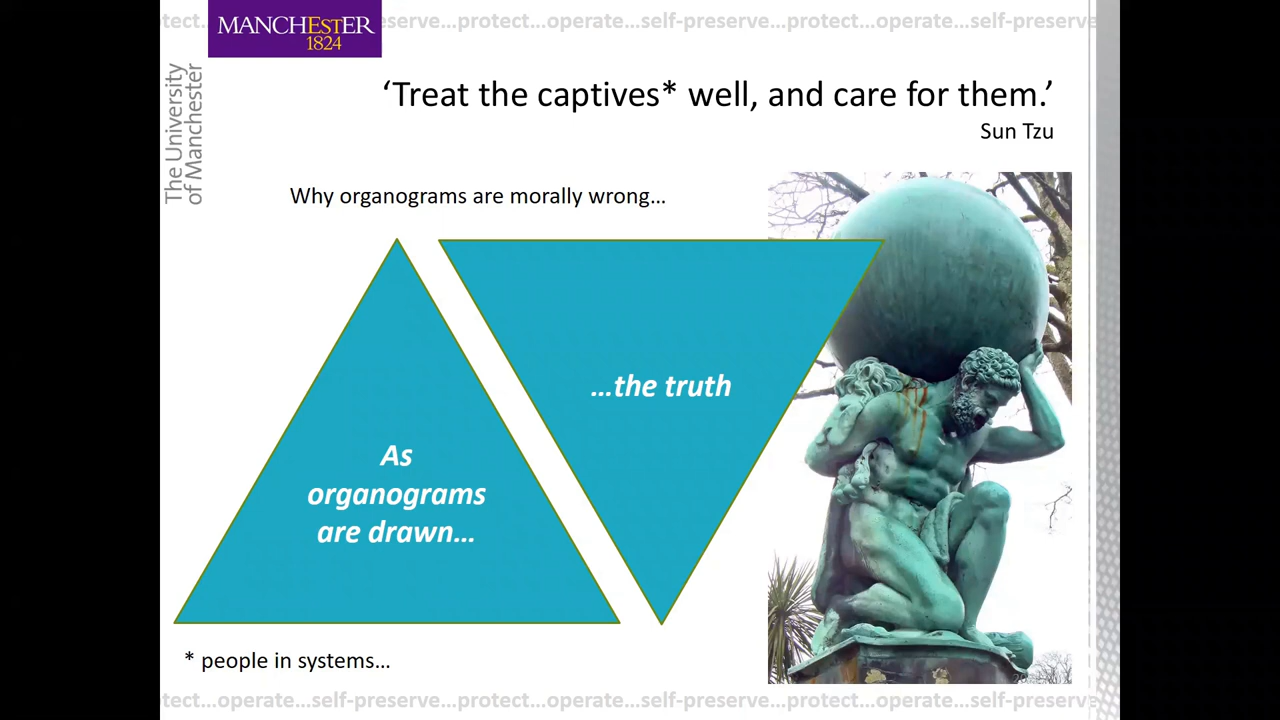 ...protect...operate...self-preserve...protect...operate...self-preserve...protect...operate...self-preserve
MANCHESTER
1824
The University
of Manchester
‘Treat the captives* well, and care for them.’
Sun Tzu
Why organograms are morally wrong…
…the truth
As
organograms
are drawn…
* people in systems…
tect...operate...self-preserve...protect...operate...self-preserve...protect...operate...self-preserve